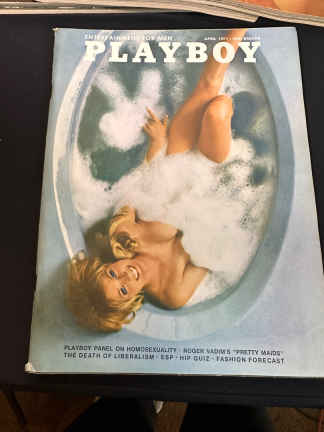 ENTERTAINMENT FOR MEN
APRIL 1971 •
PLAYBOY
PLAYBOY PANEL ON HOMOSEXUALITY • ROGER VADIM'S "PRETTY MAIDS"
THE DEATH OF LIBERALISM • ESP • HIP QUIZ • FASHION FORECAST